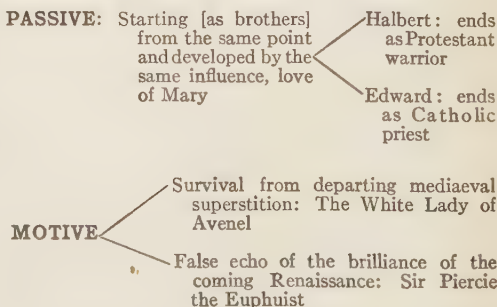 PASSIVE: Starting [as brothers]
from the same point
and developed by the
same influence, love
of Mary
Halbert: ends
as Protestant
warrior
Edward: ends
as Catholic
priest
MOTIVE
Survival from departing mediaeval
superstition: The White Lady of
Avenel
False echo of the brilliance of the
coming Renaissance: Sir Piercie
the Euphuist